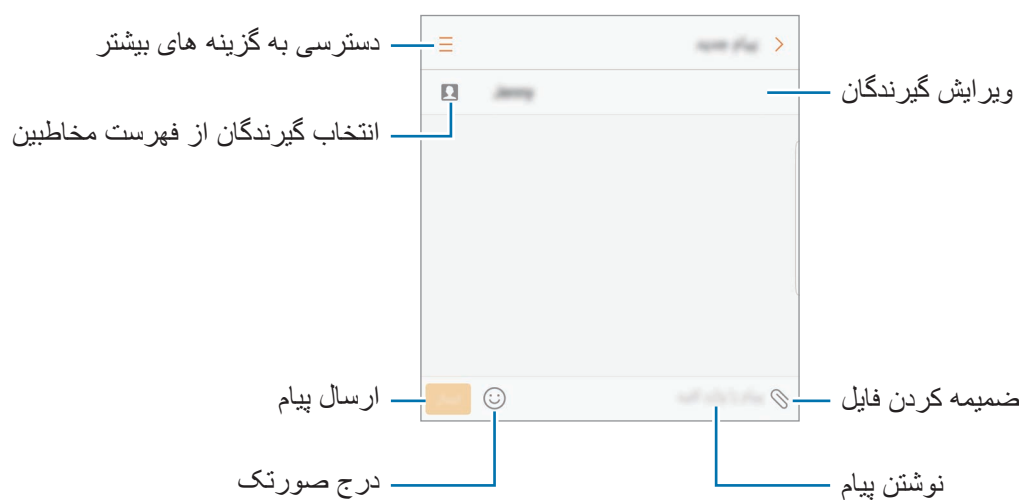 دسترسی به گزینه های بیشتر
ویرایش گیرندگان
انتخاب گیرندگان از فهرست مخاطبین
ارسال پیام
ضمیمه کردن فایل
درج صورتک
نوشتن پیام